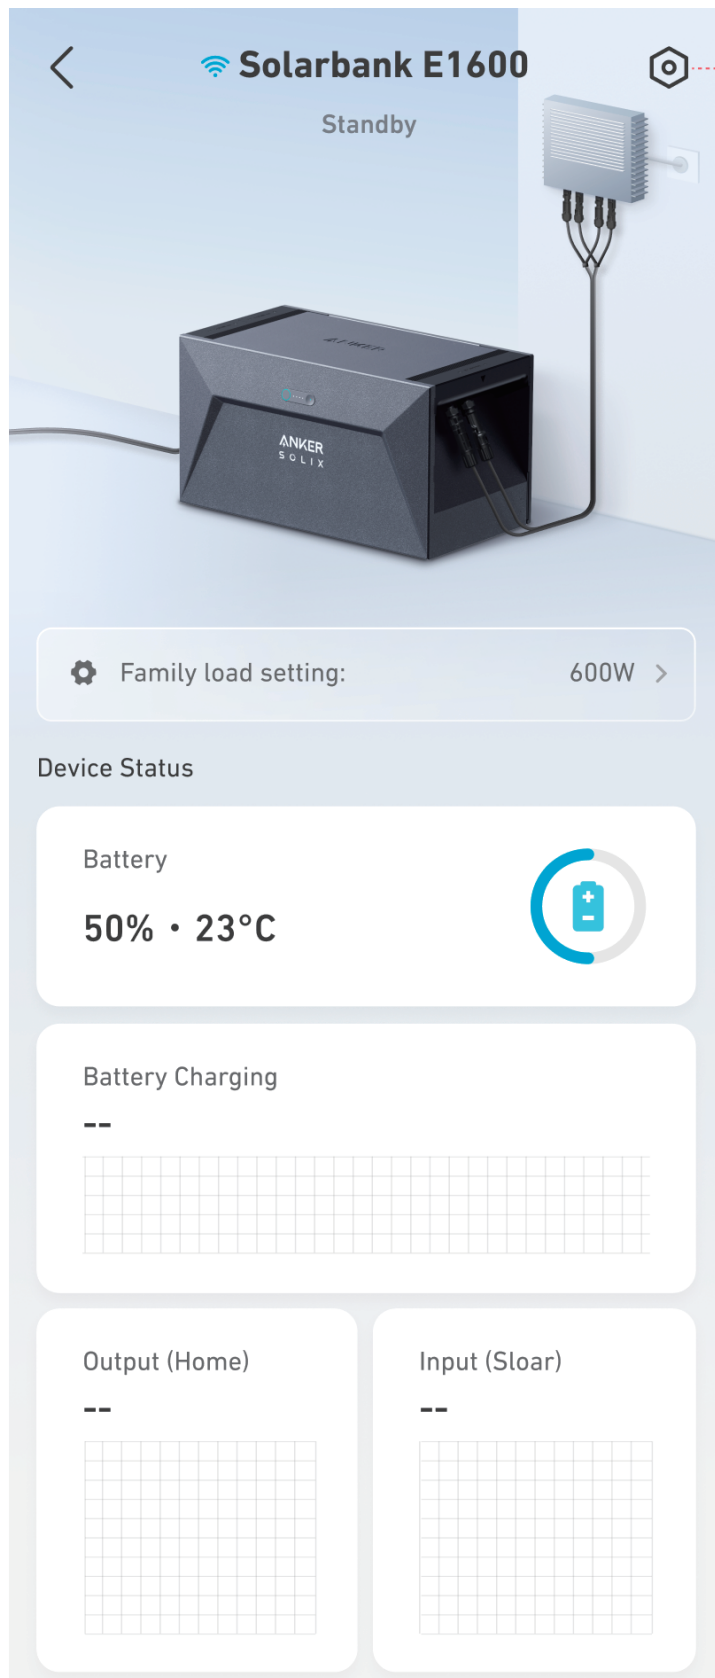 Solarbank E1600
Standby
ANKER
ANKER
SOLIX
Family load setting: 600W
Device Status
Battery
50% · 23°C
Battery Charging
--
Output (Home)
--
Input (Sloar)
--